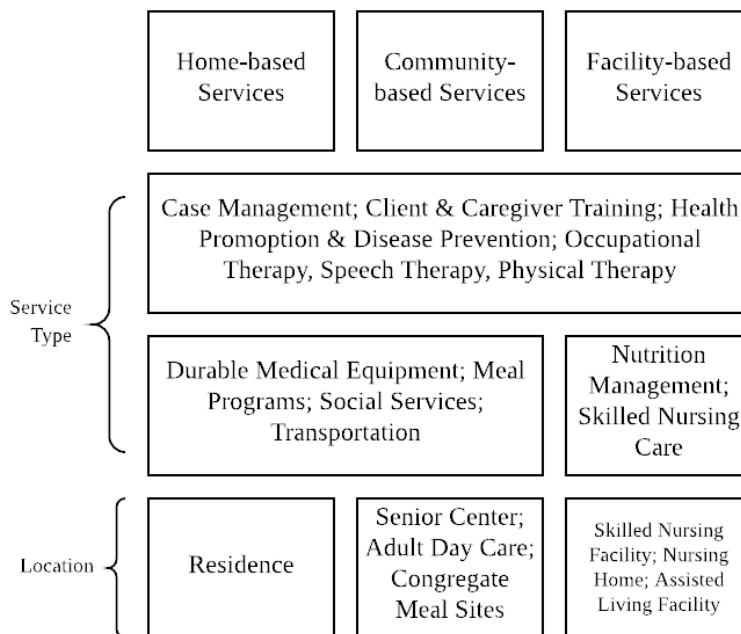 Home-based
Services
Community-
based Services
Facility-based
Services
Service
Type
Case Management; Client & Caregiver Training; Health
Promoption & Disease Prevention; Occupational
Therapy, Speech Therapy, Physical Therapy
Durable Medical Equipment; Meal
Programs; Social Services;
Transportation
Nutrition
Management;
Skilled Nursing
Care
Location
Residence
Senior Center;
Adult Day Care;
Congregate
Meal Sites
Skilled Nursing
Facility; Nursing
Home; Assisted
Living Facility